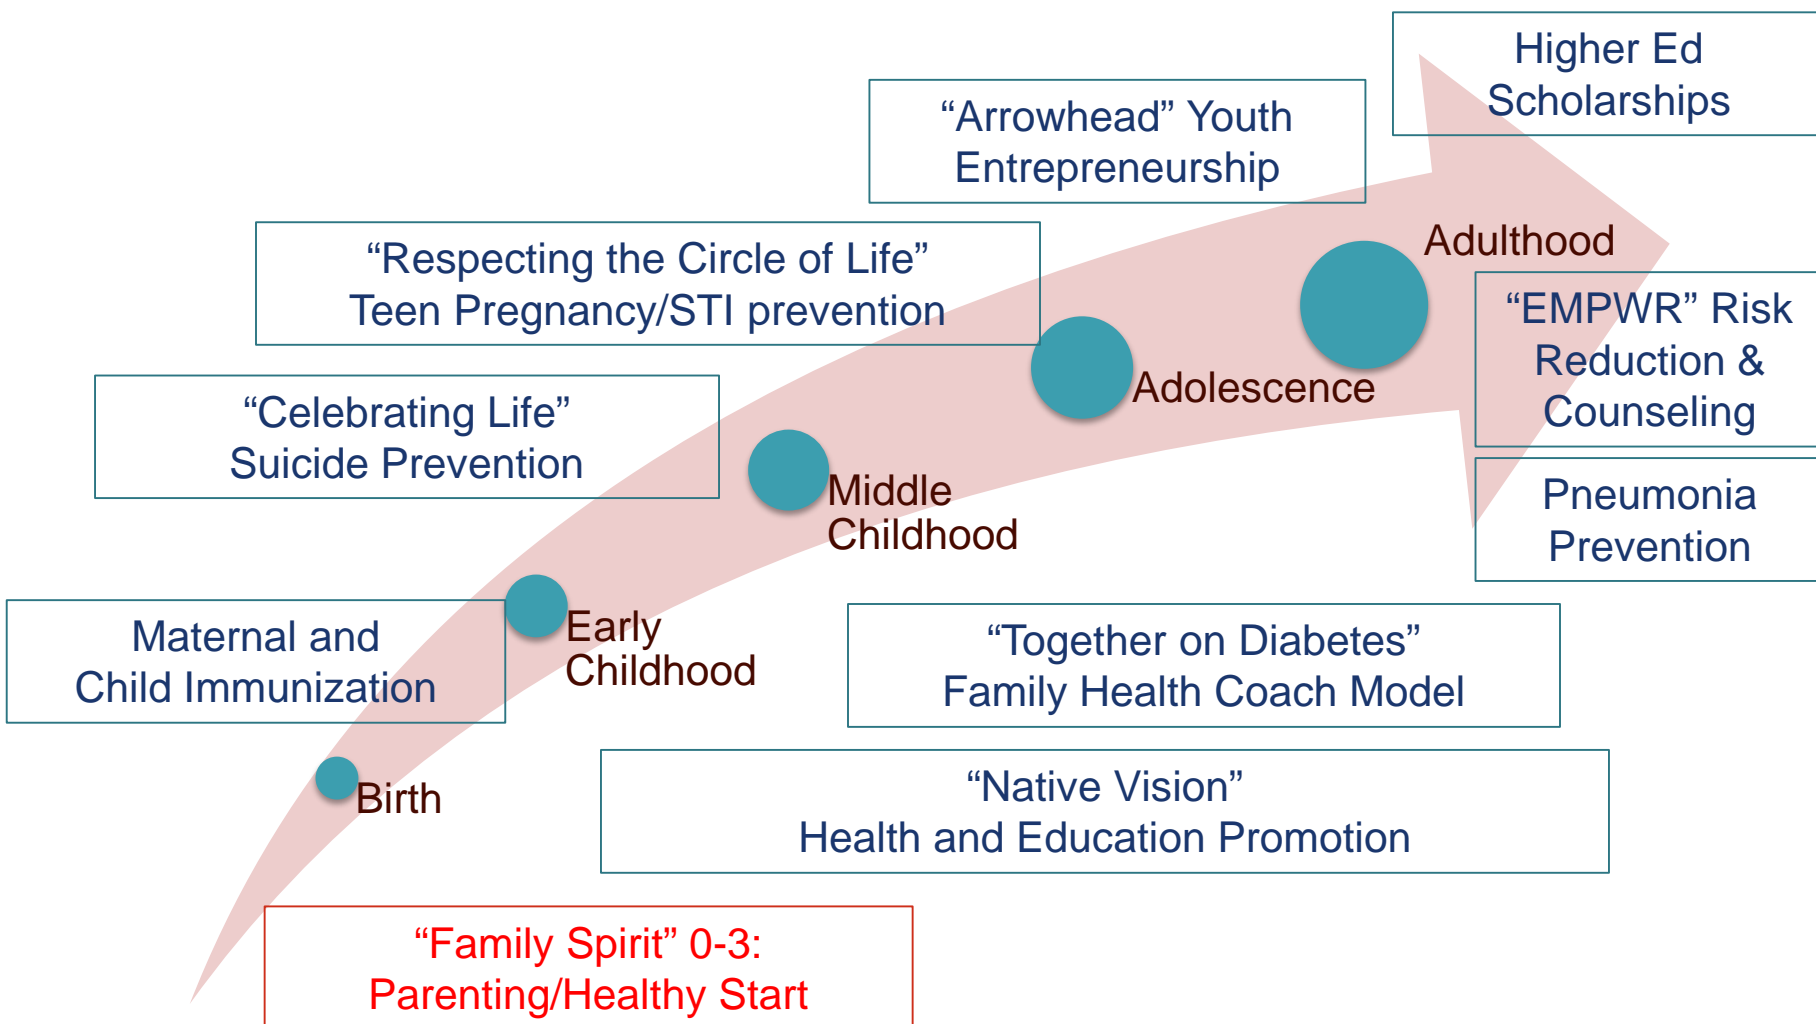 Higher Ed
Scholarships
“Arrowhead” Youth
Entrepreneurship
“Respecting the Circle of Life”
Teen Pregnancy/STI prevention
Adulthood
“EMPWR” Risk
Reduction &
Counseling
“Celebrating Life”
Suicide Prevention
Adolescence
Middle
Childhood
Pneumonia
Prevention
Maternal and
Child Immunization
Early
Childhood
“Together on Diabetes”
Family Health Coach Model
Birth
“Native Vision”
Health and Education Promotion
“Family Spirit” 0-3:
Parenting/Healthy Start